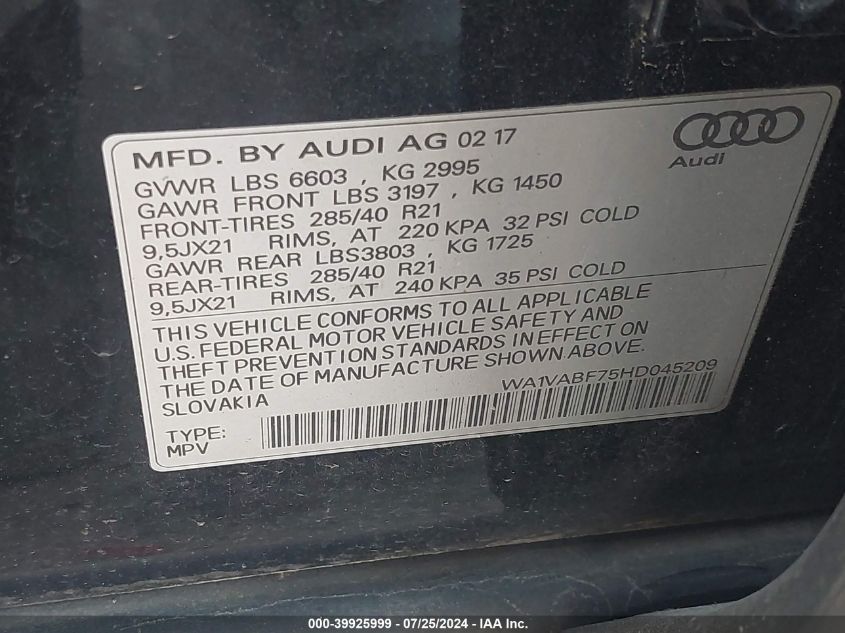 MFD. BY AUDI AG 02 17
Audi
GVWR LBS 6603 , KG 2995
GAWR FRONT LBS 3197 , KG 1450
FRONT-TIRES 285/40 R21
9,5JX21 RIMS, AT 220 KPA 32 PSI COLD
GAWR REAR LBS3803 , KG 1725
REAR-TIRES 285/40 R21
9,5JX21 RIMS, AT 240 KPA 35 PSI COLD
THIS VEHICLE CONFORMS TO ALL APPLICABLE
U.S. FEDERAL MOTOR VEHICLE SAFETY AND
THEFT PREVENTION STANDARDS IN EFFECT ON
THE DATE OF MANUFACTURE SHOWN ABOVE.
SLOVAKIA WA1VABF75HD045209
TYPE:
MPV
000-39925999 - 07/25/2024 - IAA Inc.